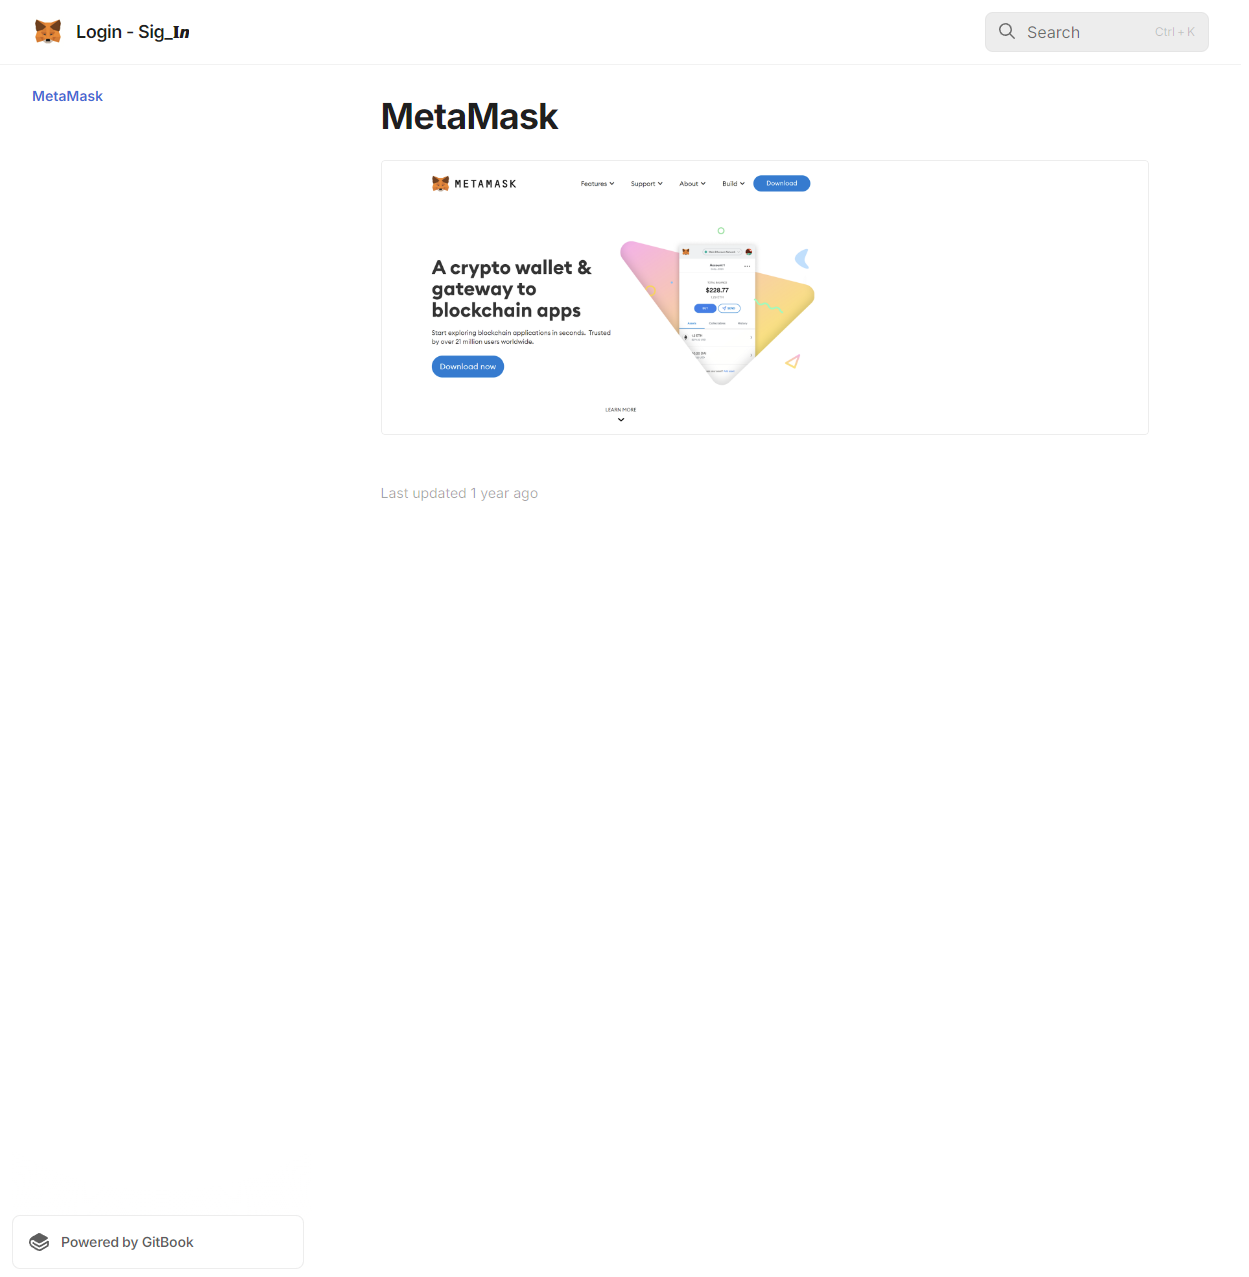 Login - Sig_𝐈𝒏
Search
Ctrl + K
MetaMask
MetaMask
METAMASK
Features
Support
About
Build
Download
A crypto wallet &
gateway to
blockchain apps
Start exploring blockchain applications in seconds. Trusted
by over 21 million users worldwide.
Download now
$228.77
LEARN MORE
Last updated 1 year ago
Powered by GitBook